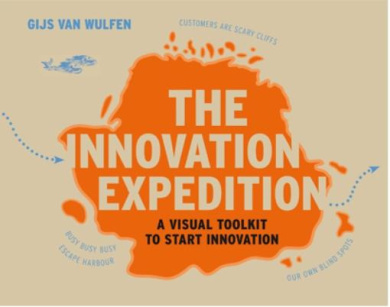 GIJS VAN WULFEN
CUSTOMERS ARE SCARY CLIFFS
THE
INNOVATION
EXPEDITION
A VISUAL TOOLKIT
TO START INNOVATION
BUSY BUSY BUSY
ESCAPE HARBOUR
OUR OWN BLIND SPOTS